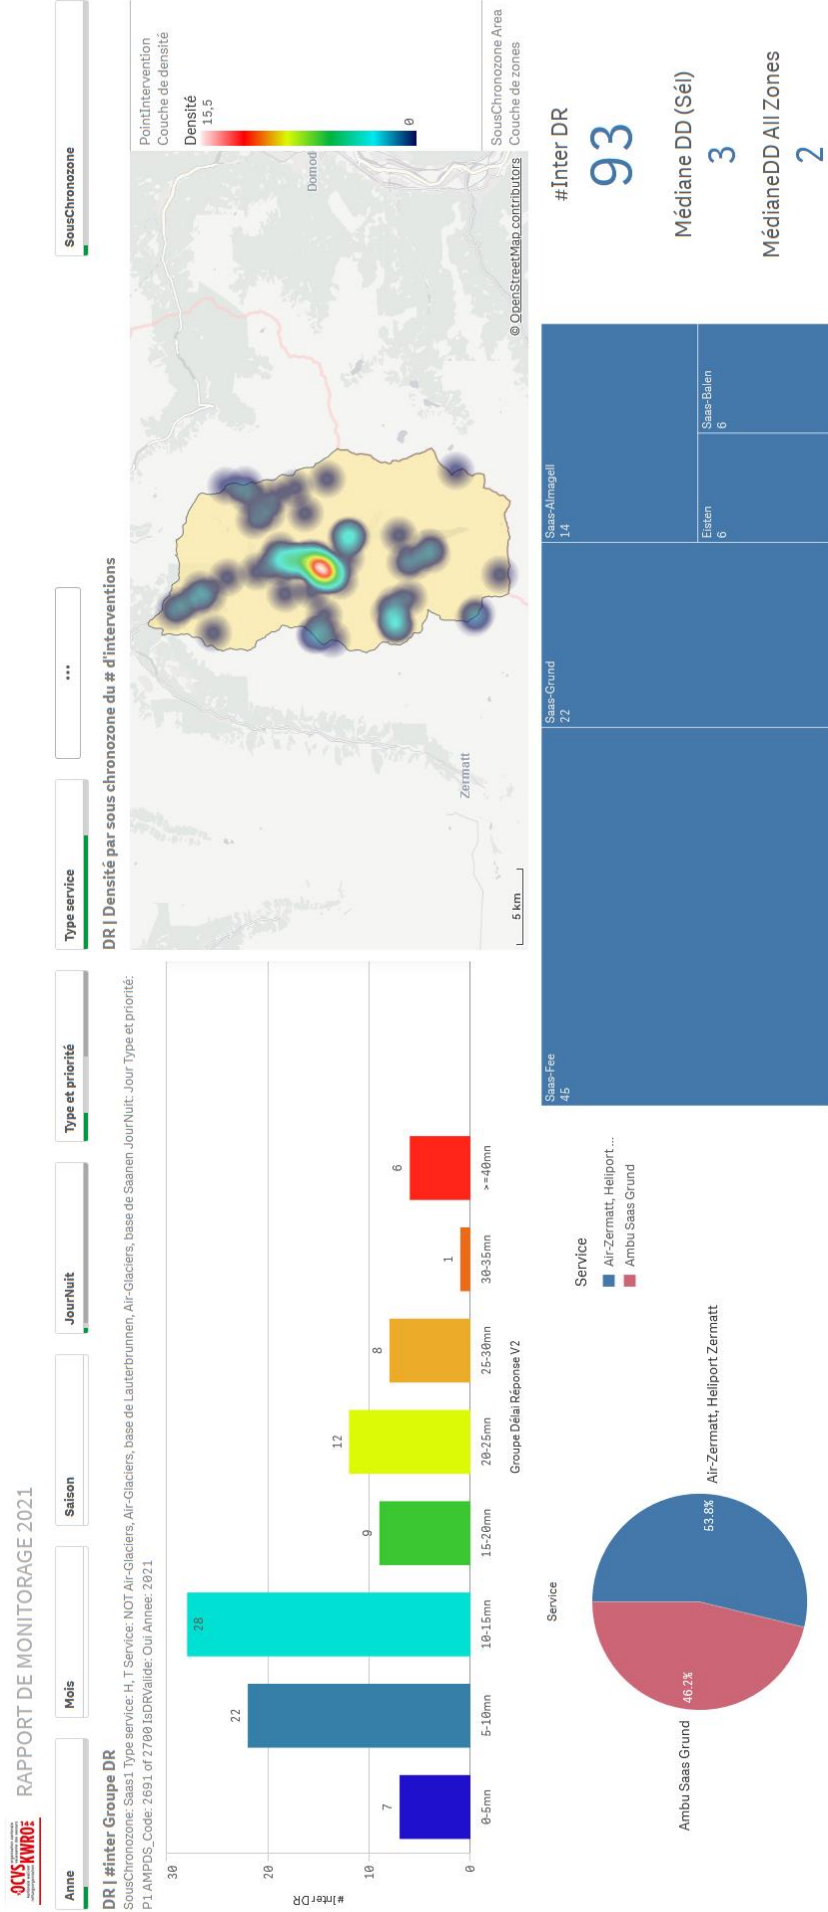 OCVS
KWRO
RAPPORT DE MONITORAGE 2021
Anne
Mois
Saison
JourNuit
Type et priorité
Type service
...
SousChronozone
DR | #inter Groupe DR
SousChronozone: Saas1 Type service: H, T Service: NOT Air-Glaciers, Air-Glaciers, base de Lauterbrunnen, Air-Glaciers, base de Saanen JourNuit: Jour Type et priorité:
P1 AMPDS_Code: 2691 of 2700 IsDRValide: Oui Annee: 2021
#InterDR
30
20
10
0
7
22
28
9
12
8
1
6
0-5mn
5-10mn
10-15mn
15-20mn
20-25mn
25-30mn
30-35mn
>=40mn
Groupe Délai Réponse V2
DR | Densité par sous chronozone du # d'interventions
Zermatt
Domod
5 km
© OpenStreetMap contributors
PointIntervention
Couche de densité
Densité
15,5
0
SousChronozone Area
Couche de zones
Service
Ambu Saas Grund
46.2%
53.8%
Air-Zermatt, Heliport Zermatt
Service
Air-Zermatt, Heliport ...
Ambu Saas Grund
Saas-Fee
45
Saas-Grund
22
Saas-Almagell
14
Eisten
6
Saas-Balen
6
#Inter DR
93
Médiane DD (Sél)
3
MédianeDD All Zones
2